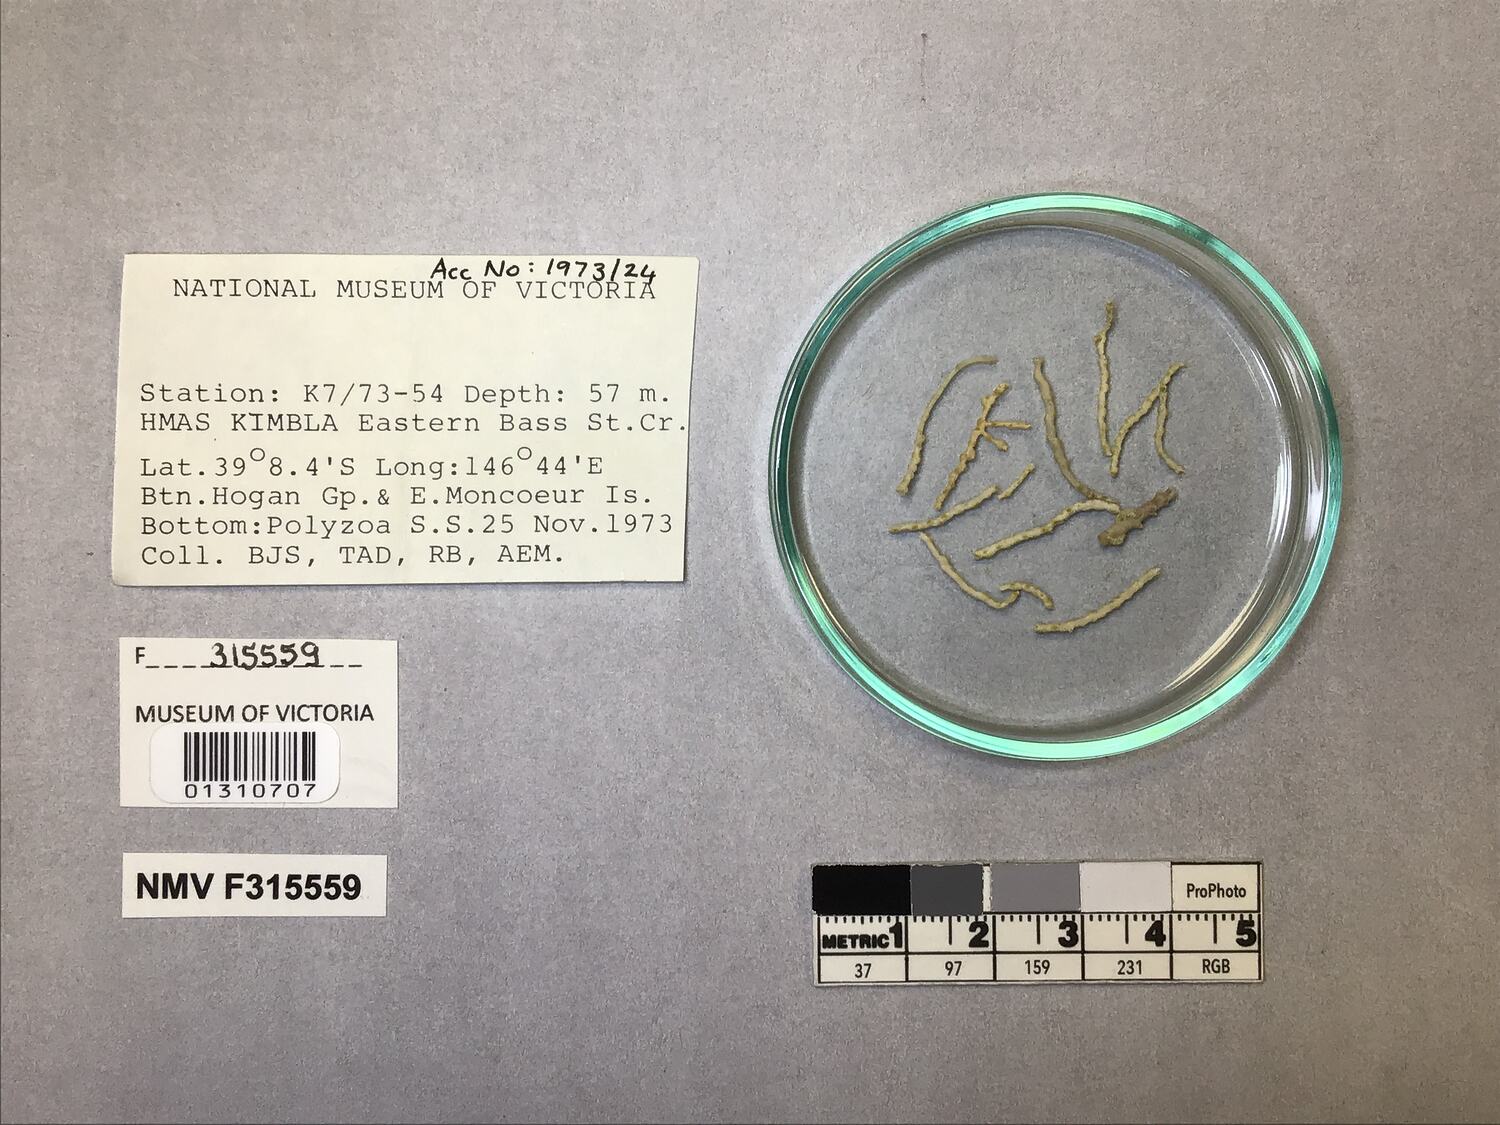 Acc No: 1973/24
NATIONAL MUSEUM OF VICTORIA
Station: K7/73-54 Depth: 57 m.
HMAS KIMBLA Eastern Bass St.Cr.
Lat.39°8.4'S Long:146°44'E
Btn.Hogan Gp.& E.Moncoeur Is.
Bottom:Polyzoa S.S.25 Nov.1973
Coll. BJS, TAD, RB, AEM.
F____315559__
MUSEUM OF VICTORIA
01310707
NMV F315559
ProPhoto
METRIC 1 2 3 4 5
37 97 159 231 RGB